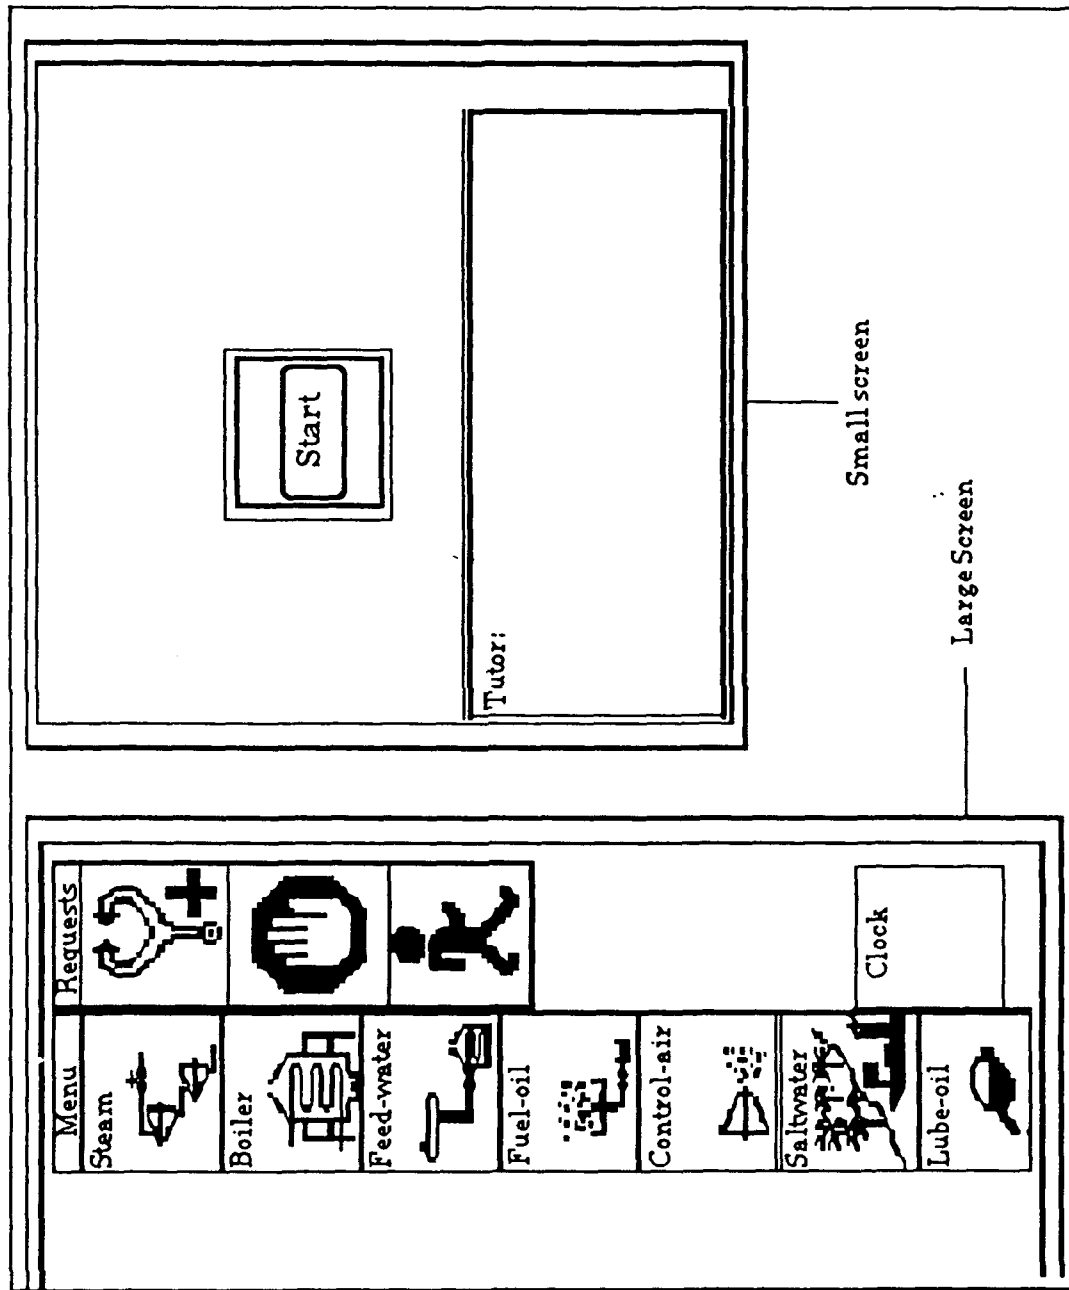 Menu
Requests
Steam
Boiler
Feed-water
Fuel-oil
Control-air
Saltwater
Lube-oil
Clock
Start
Tutor:
Small screen
Large Screen